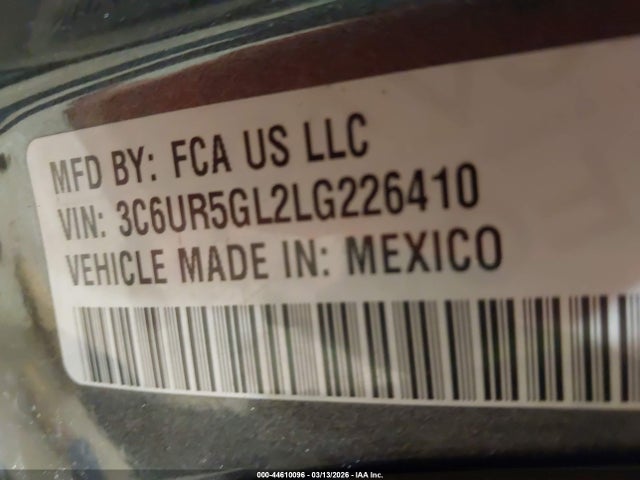 MFD BY: FCA US LLC
VIN: 3C6UR5GL2LG226410
VEHICLE MADE IN: MEXICO
000-44610096 - 03/13/2026 - IAA Inc.